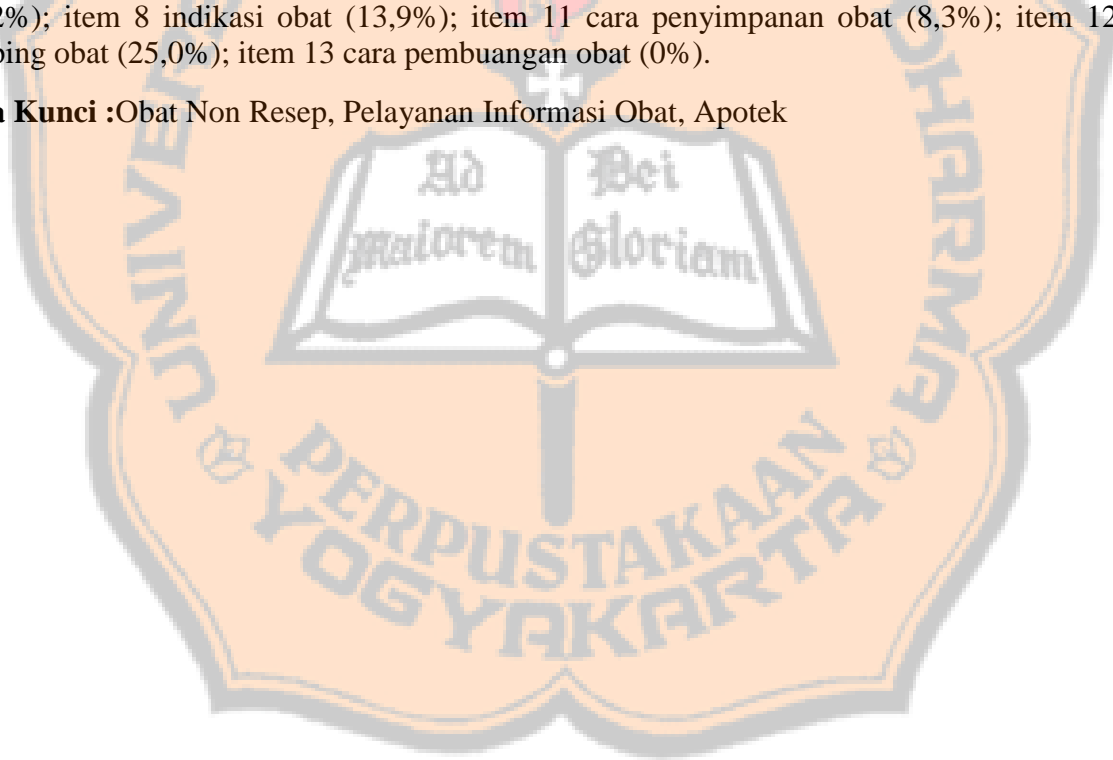 2%); item 8 indikasi obat (13,9%); item 11 cara penyimpanan obat (8,3%); item 12
ping obat (25,0%); item 13 cara pembuangan obat (0%).
Kunci :Obat Non Resep, Pelayanan Informasi Obat, Apotek
Ad Dei
maiorem Gloriam
PERPUSTAKAAN
YOGYAKARTA